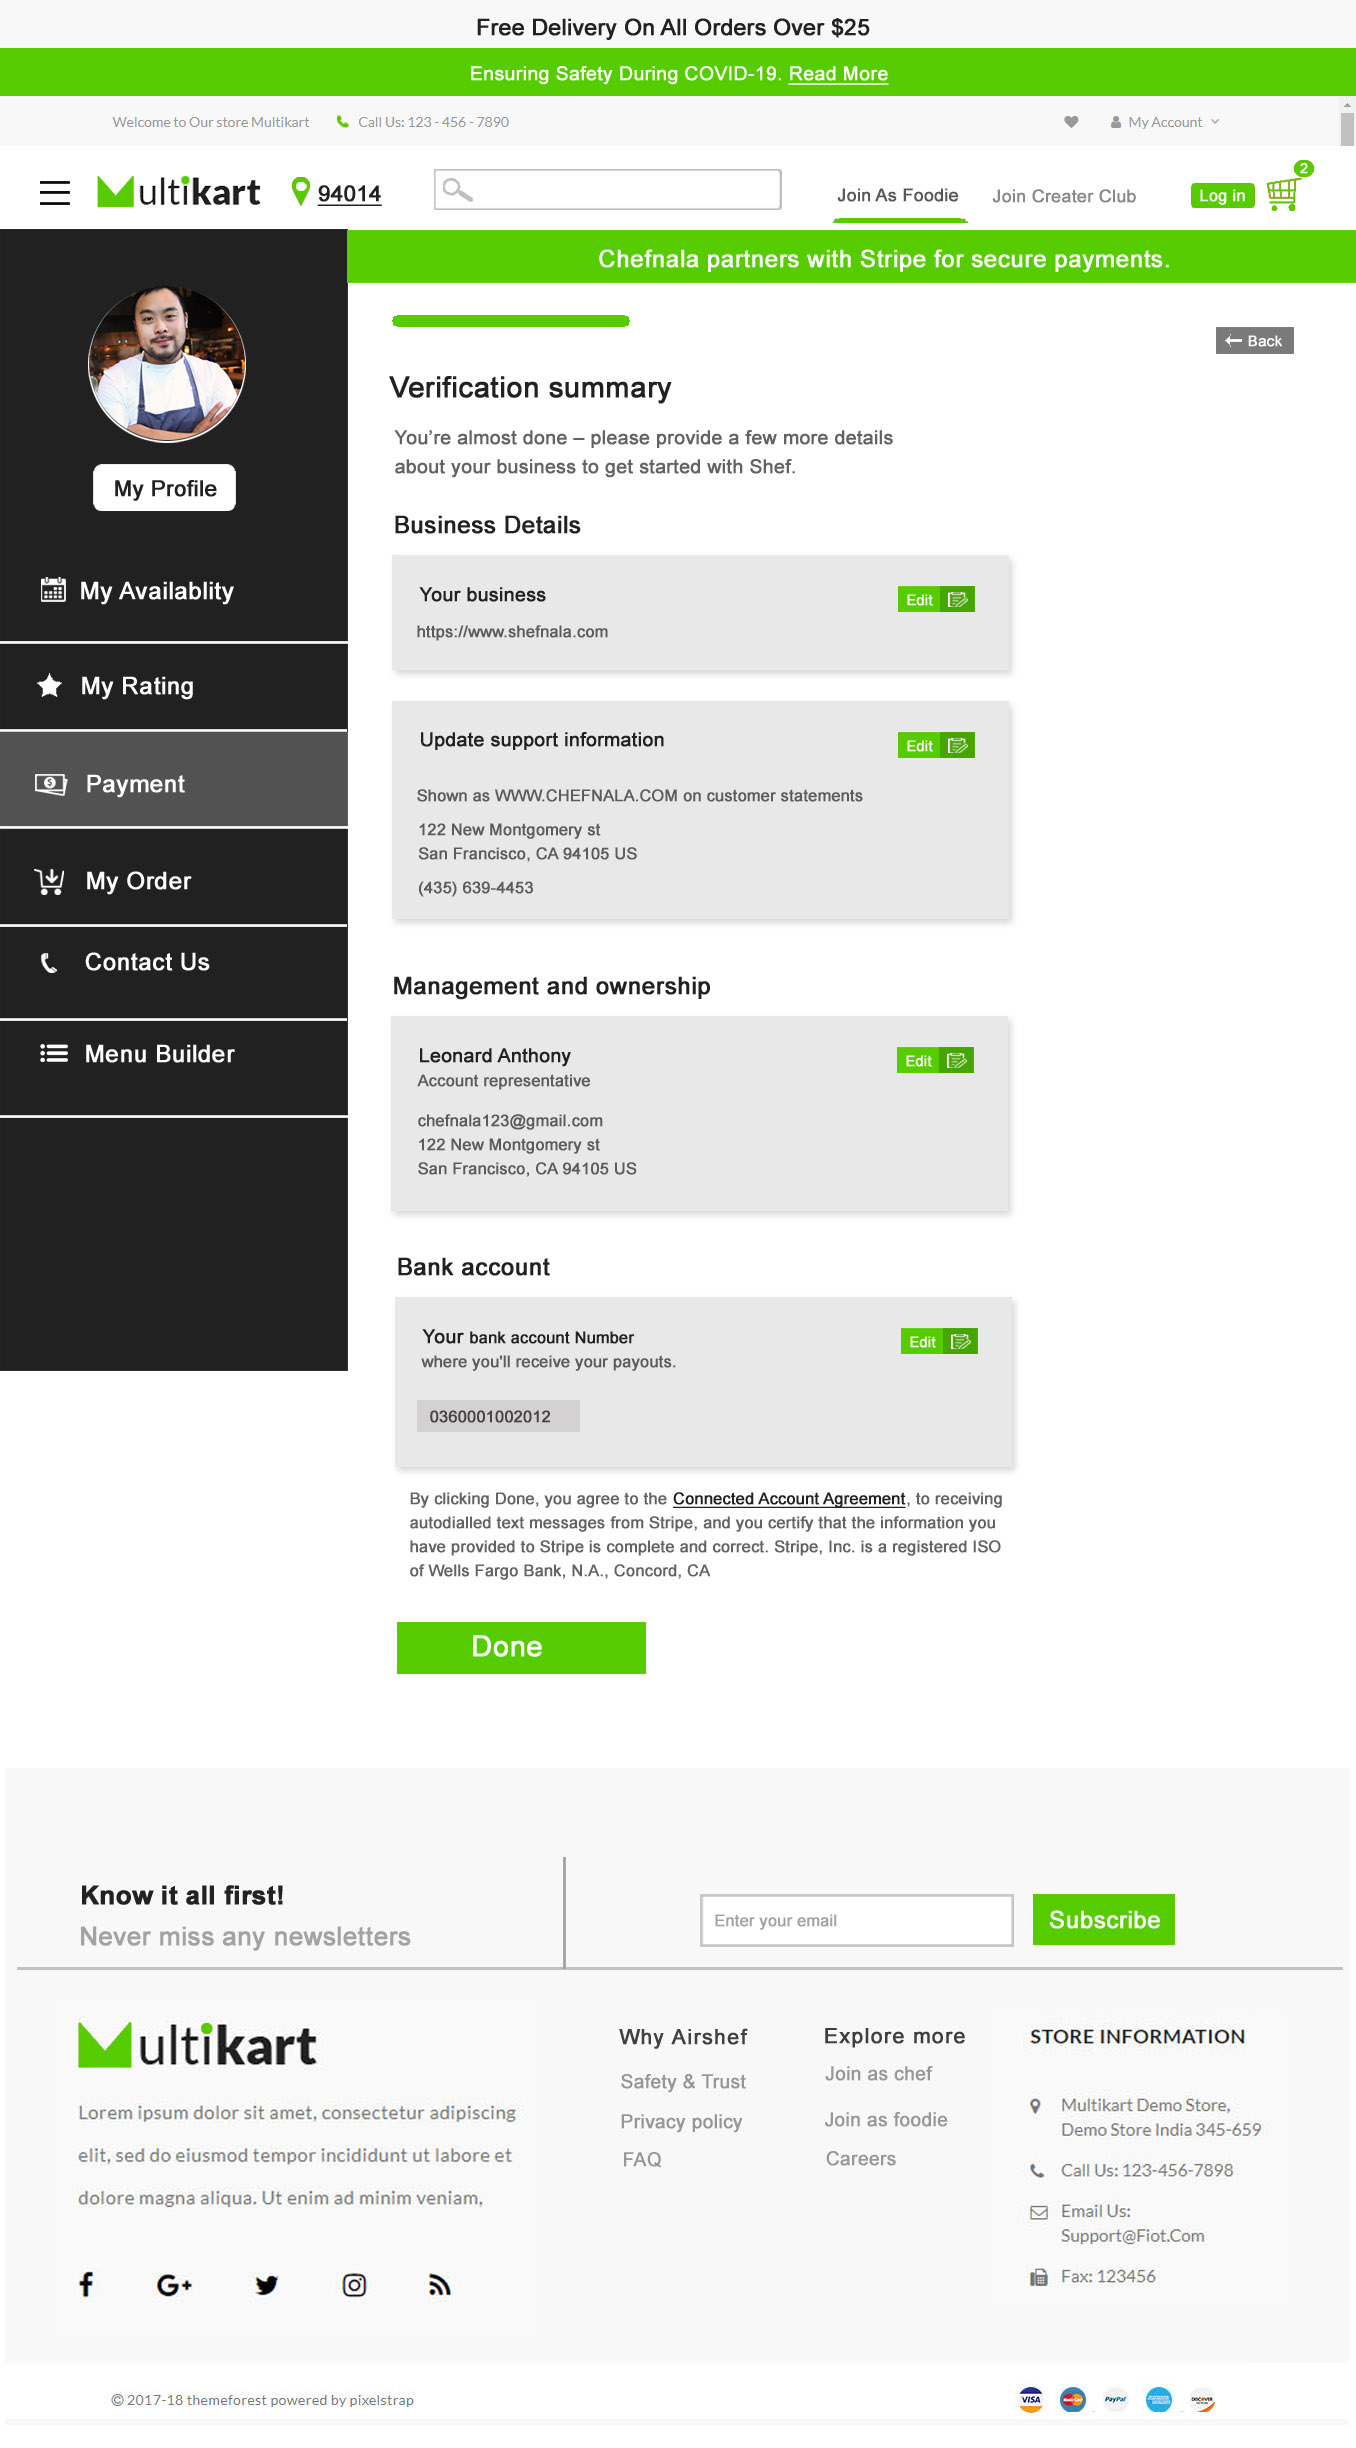 Free Delivery On All Orders Over $25
Ensuring Safety During COVID-19. Read More
Welcome to Our store Multikart
Call Us: 123 - 456 - 7890
My Account
Multikart
94014
Join As Foodie
Join Creater Club
Log in
2
Chefnala partners with Stripe for secure payments.
Back
My Profile
My Availablity
My Rating
Payment
My Order
Contact Us
Menu Builder
Verification summary
You're almost done – please provide a few more details
about your business to get started with Shef.
Business Details
Your business
Edit
https://www.shefnala.com
Update support information
Edit
Shown as WWW.CHEFNALA.COM on customer statements
122 New Montgomery st
San Francisco, CA 94105 US
(435) 639-4453
Management and ownership
Leonard Anthony
Edit
Account representative
chefnala123@gmail.com
122 New Montgomery st
San Francisco, CA 94105 US
Bank account
Your bank account Number
Edit
where you'll receive your payouts.
0360001002012
By clicking Done, you agree to the Connected Account Agreement, to receiving
autodialled text messages from Stripe, and you certify that the information you
have provided to Stripe is complete and correct. Stripe, Inc. is a registered ISO
of Wells Fargo Bank, N.A., Concord, CA
Done
Know it all first!
Never miss any newsletters
Enter your email
Subscribe
Multikart
Lorem ipsum dolor sit amet, consectetur adipiscing
elit, sed do eiusmod tempor incididunt ut labore et
dolore magna aliqua. Ut enim ad minim veniam,
Why Airshef
Safety & Trust
Privacy policy
FAQ
Explore more
Join as chef
Join as foodie
Careers
STORE INFORMATION
Multikart Demo Store,
Demo Store India 345-659
Call Us: 123-456-7898
Email Us:
Support@Fiot.Com
Fax: 123456
© 2017-18 themeforest powered by pixelstrap
VISA
PayPal
DISCOVER